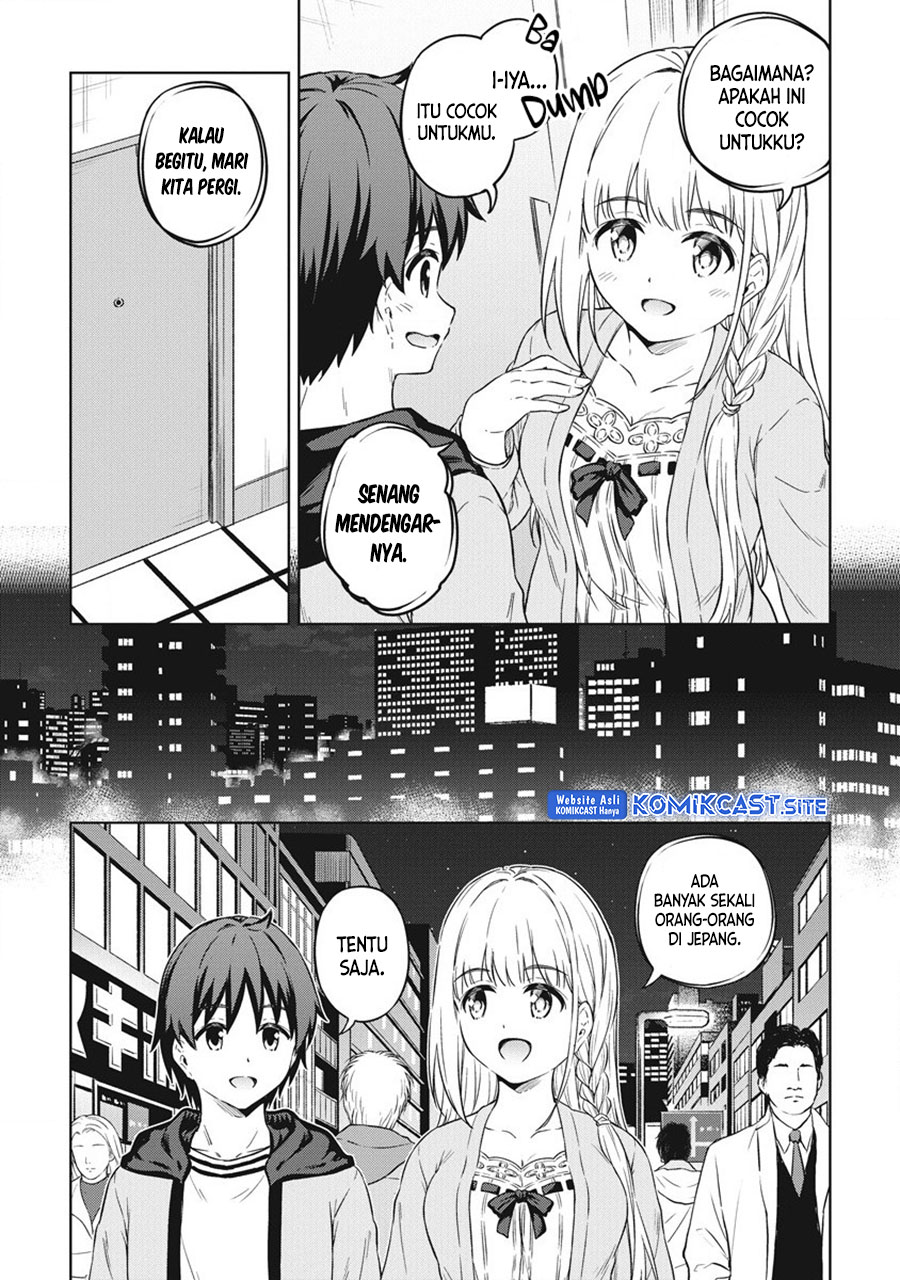 BAGAIMANA?
APAKAH INI
COCOK
UNTUKKU?
Ba
Dump
I-IYA...
ITU COCOK
UNTUKMU.
SENANG
MENDENGAR-
NYA.
KALAU
BEGITU, MARI
KITA PERGI.
Website Asli
KOMIKCAST Hanya
KOMIKCAST.SITE
ADA
BANYAK SEKALI
ORANG-ORANG
DI JEPANG.
TENTU
SAJA.